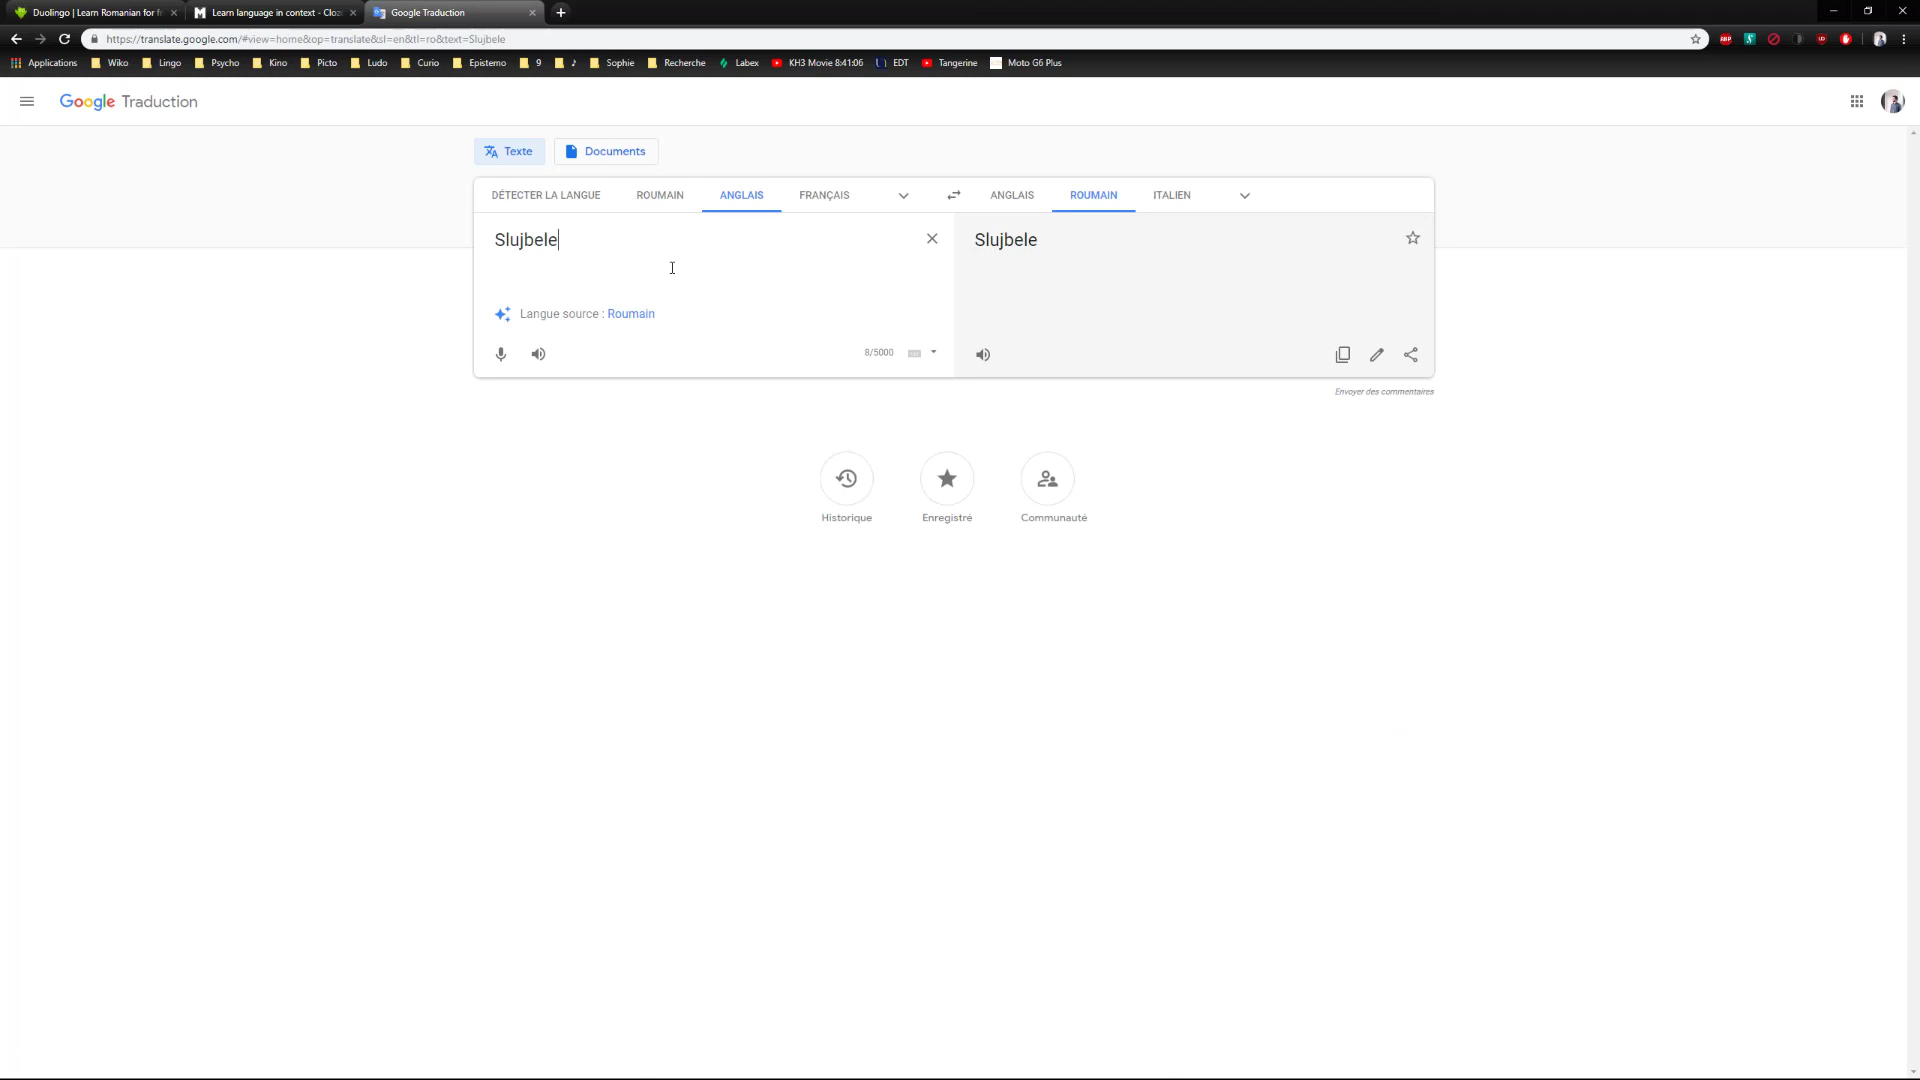 Duolingo | Learn Romanian for f
Learn language in context - Cloz
Google Traduction
https://translate.google.com/#view=home&op=translate&sl=en&tl=ro&text=Slujbele
Applications
Wiko
Lingo
Psycho
Kino
Picto
Ludo
Curio
Epistemo
9
♪
Sophie
Recherche
Labex
KH3 Movie 8:41:06
EDT
Tangerine
Moto G6 Plus
Google Traduction
Texte
Documents
DÉTECTER LA LANGUE
ROUMAIN
ANGLAIS
FRANÇAIS
ANGLAIS
ROUMAIN
ITALIEN
Slujbele
Slujbele
Langue source : Roumain
8/5000
Envoyer des commentaires
Historique
Enregistré
Communauté